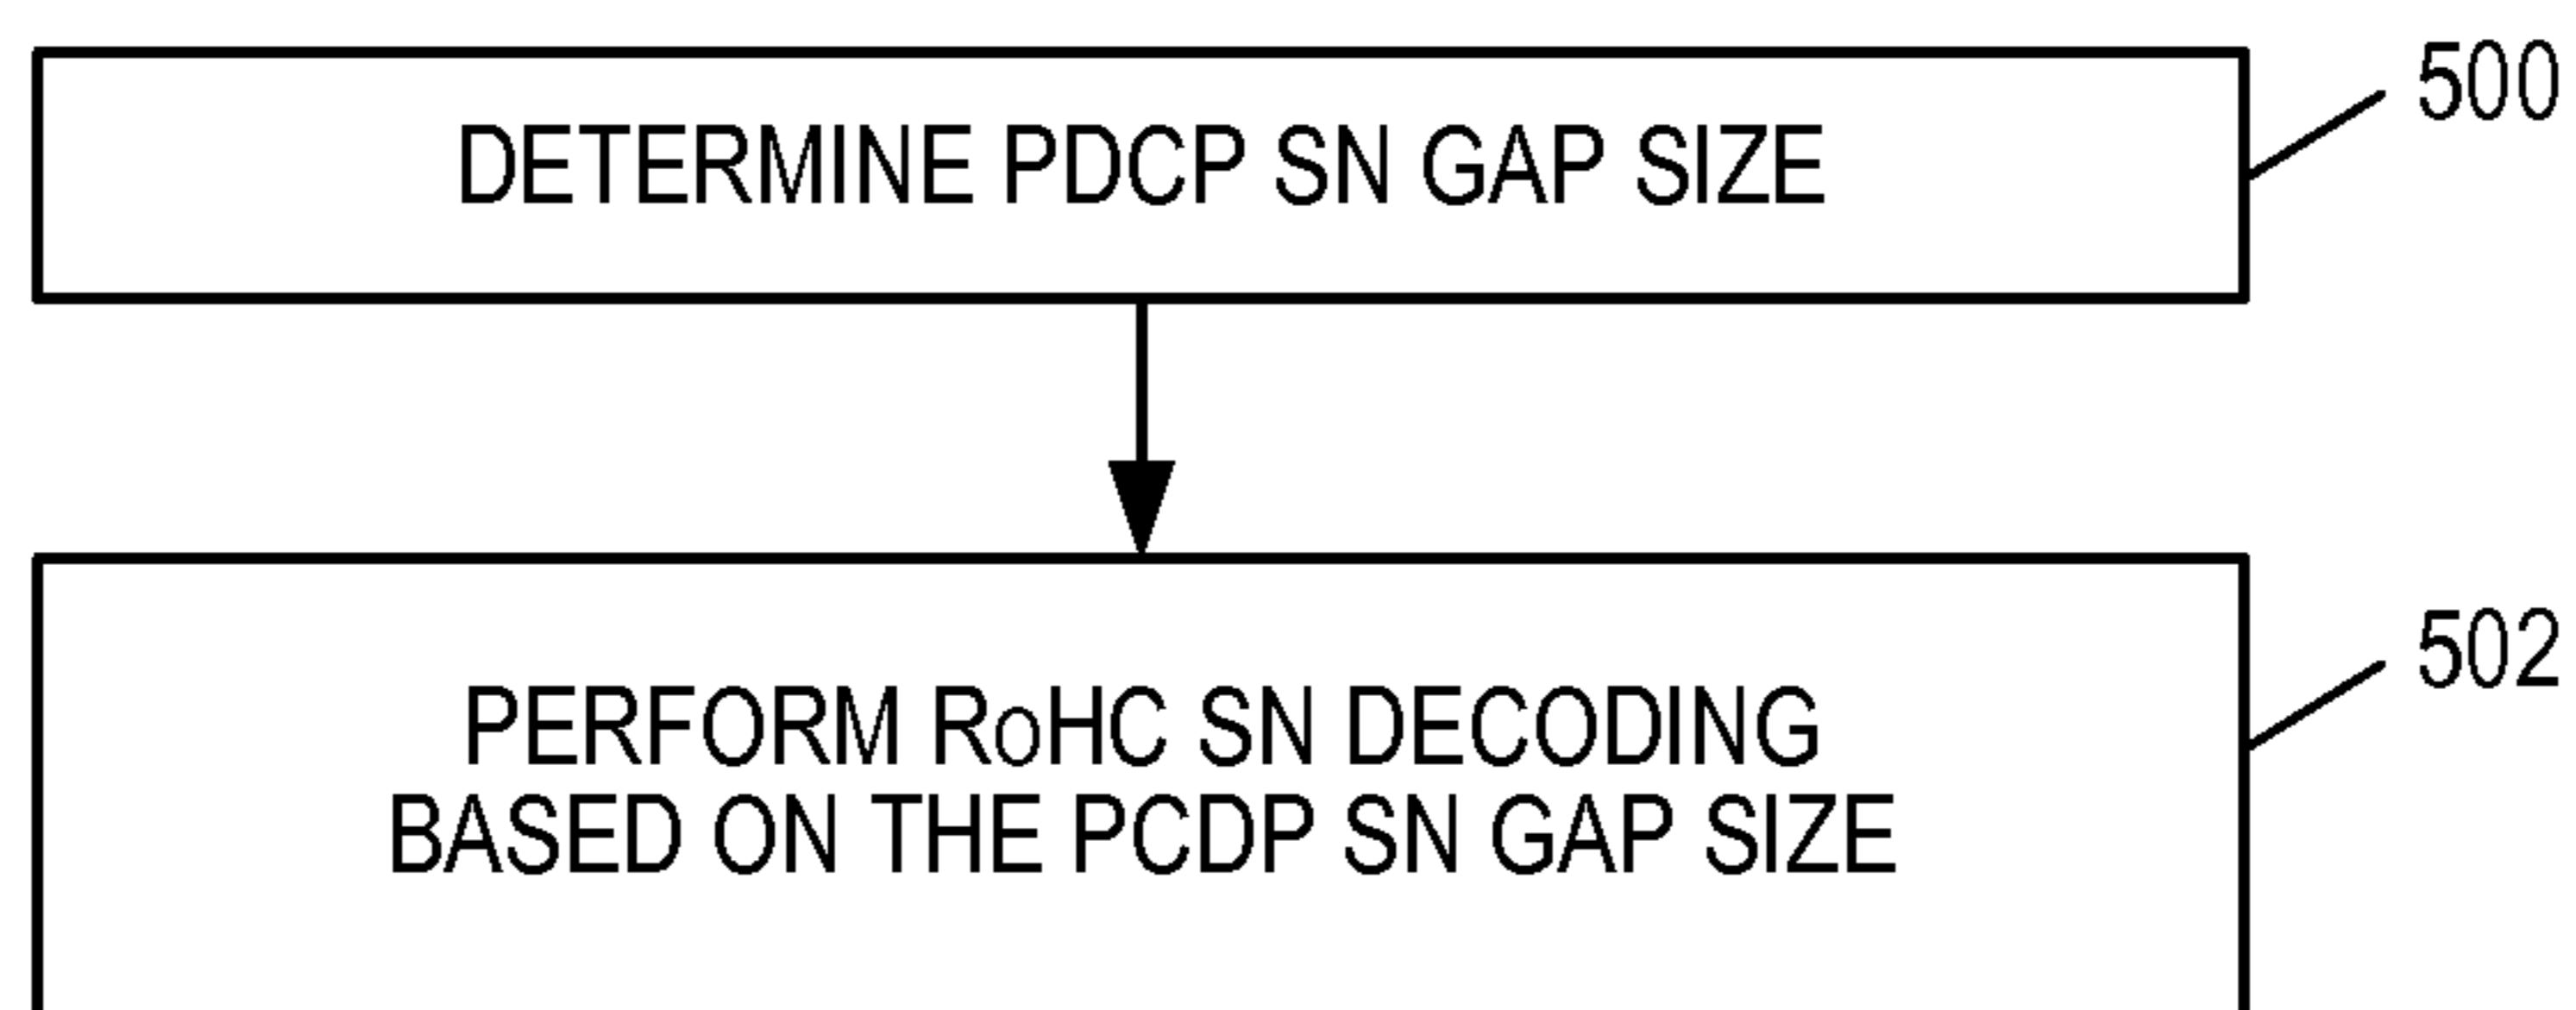 500
DETERMINE PDCP SN GAP SIZE
502
PERFORM RoHC SN DECODING
BASED ON THE PCDP SN GAP SIZE